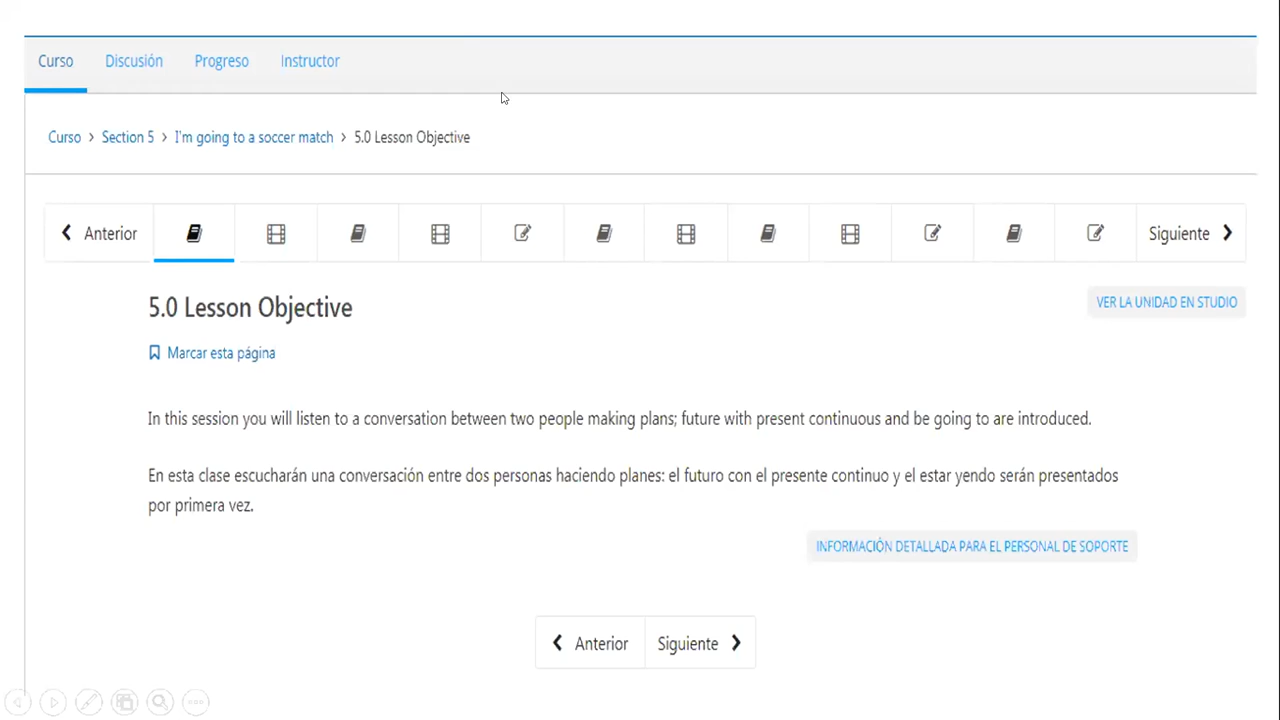 Curso Discusión Progreso Instructor
Curso > Section 5 > I'm going to a soccer match > 5.0 Lesson Objective
Anterior Siguiente
5.0 Lesson Objective
VER LA UNIDAD EN STUDIO
Marcar esta página
In this session you will listen to a conversation between two people making plans; future with present continuous and be going to are introduced.
En esta clase escucharán una conversación entre dos personas haciendo planes: el futuro con el presente continuo y el estar yendo serán presentados
por primera vez.
INFORMACIÓN DETALLADA PARA EL PERSONAL DE SOPORTE
Anterior Siguiente